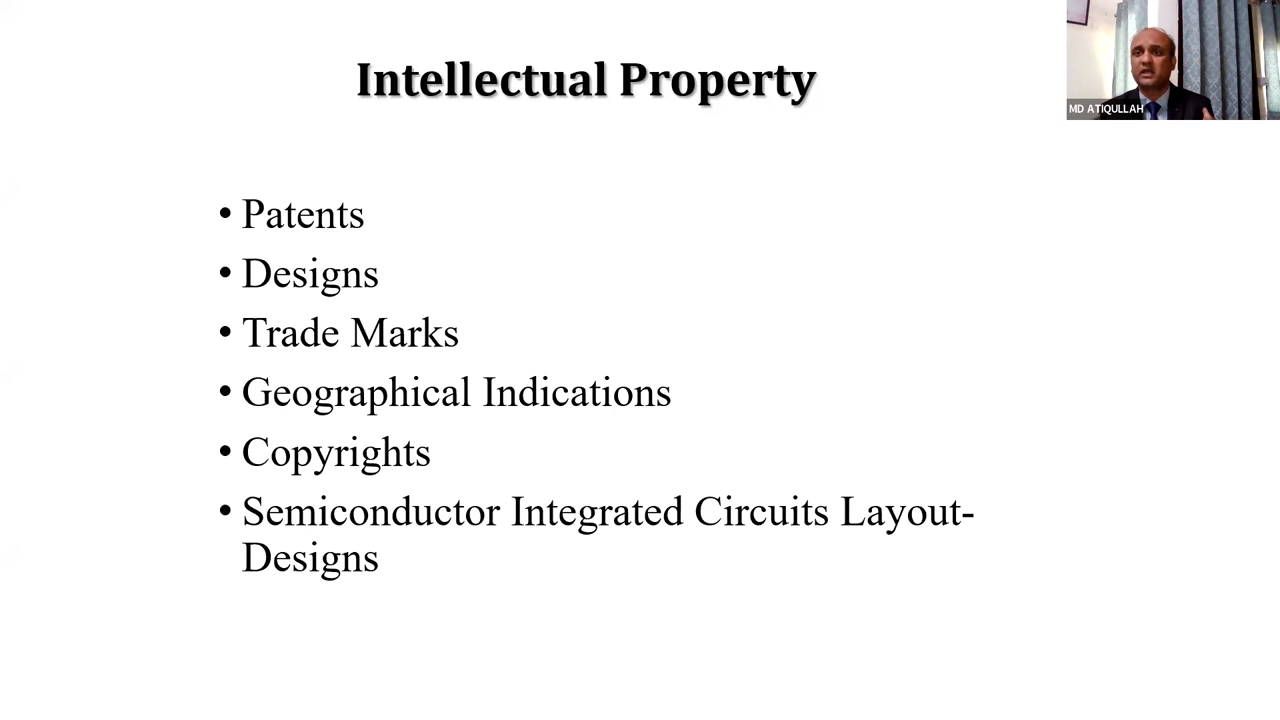 Intellectual Property
MD ATIQULLAH
• Patents
• Designs
• Trade Marks
• Geographical Indications
• Copyrights
• Semiconductor Integrated Circuits Layout-
Designs